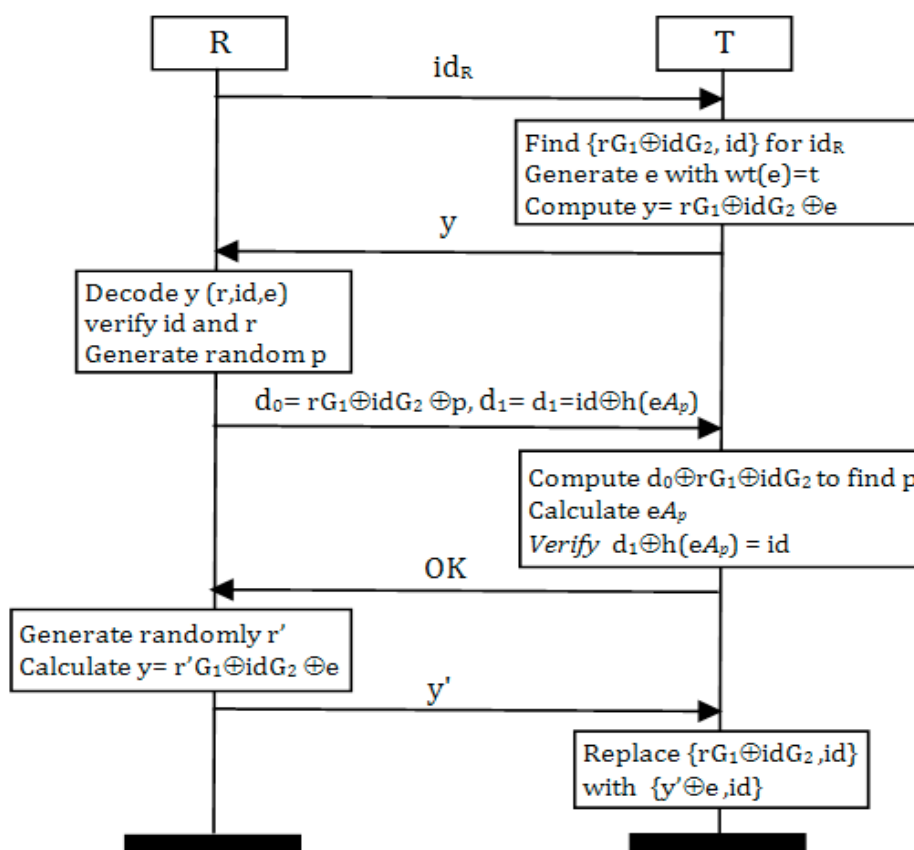 R
T
id_R
Find {rG₁⊕idG₂, id} for id_R
Generate e with wt(e)=t
Compute y= rG₁⊕idG₂ ⊕e
y
Decode y (r,id,e)
verify id and r
Generate random p
d₀= rG₁⊕idG₂ ⊕p, d₁= d₁=id⊕h(eAₚ)
Compute d₀⊕rG₁⊕idG₂ to find p
Calculate eAₚ
Verify d₁⊕h(eAₚ) = id
OK
Generate randomly r’
Calculate y= r’G₁⊕idG₂ ⊕e
y'
Replace {rG₁⊕idG₂ ,id}
with {y’⊕e ,id}